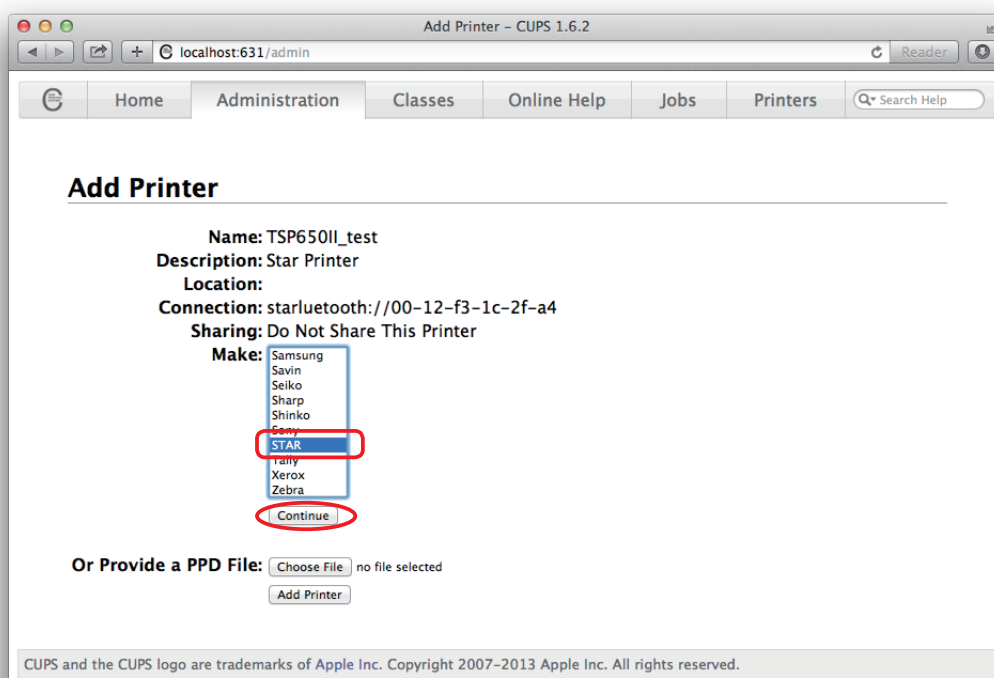 Add Printer – CUPS 1.6.2
localhost:631/admin
Reader
Home Administration Classes Online Help Jobs Printers Search Help
Add Printer
Name: TSP650II_test
Description: Star Printer
Location:
Connection: starluetooth://00-12-f3-1c-2f-a4
Sharing: Do Not Share This Printer
Make: Samsung
Savin
Seiko
Sharp
Shinko
Sony
STAR
Tally
Xerox
Zebra
Continue
Or Provide a PPD File: Choose File no file selected
Add Printer
CUPS and the CUPS logo are trademarks of Apple Inc. Copyright 2007-2013 Apple Inc. All rights reserved.